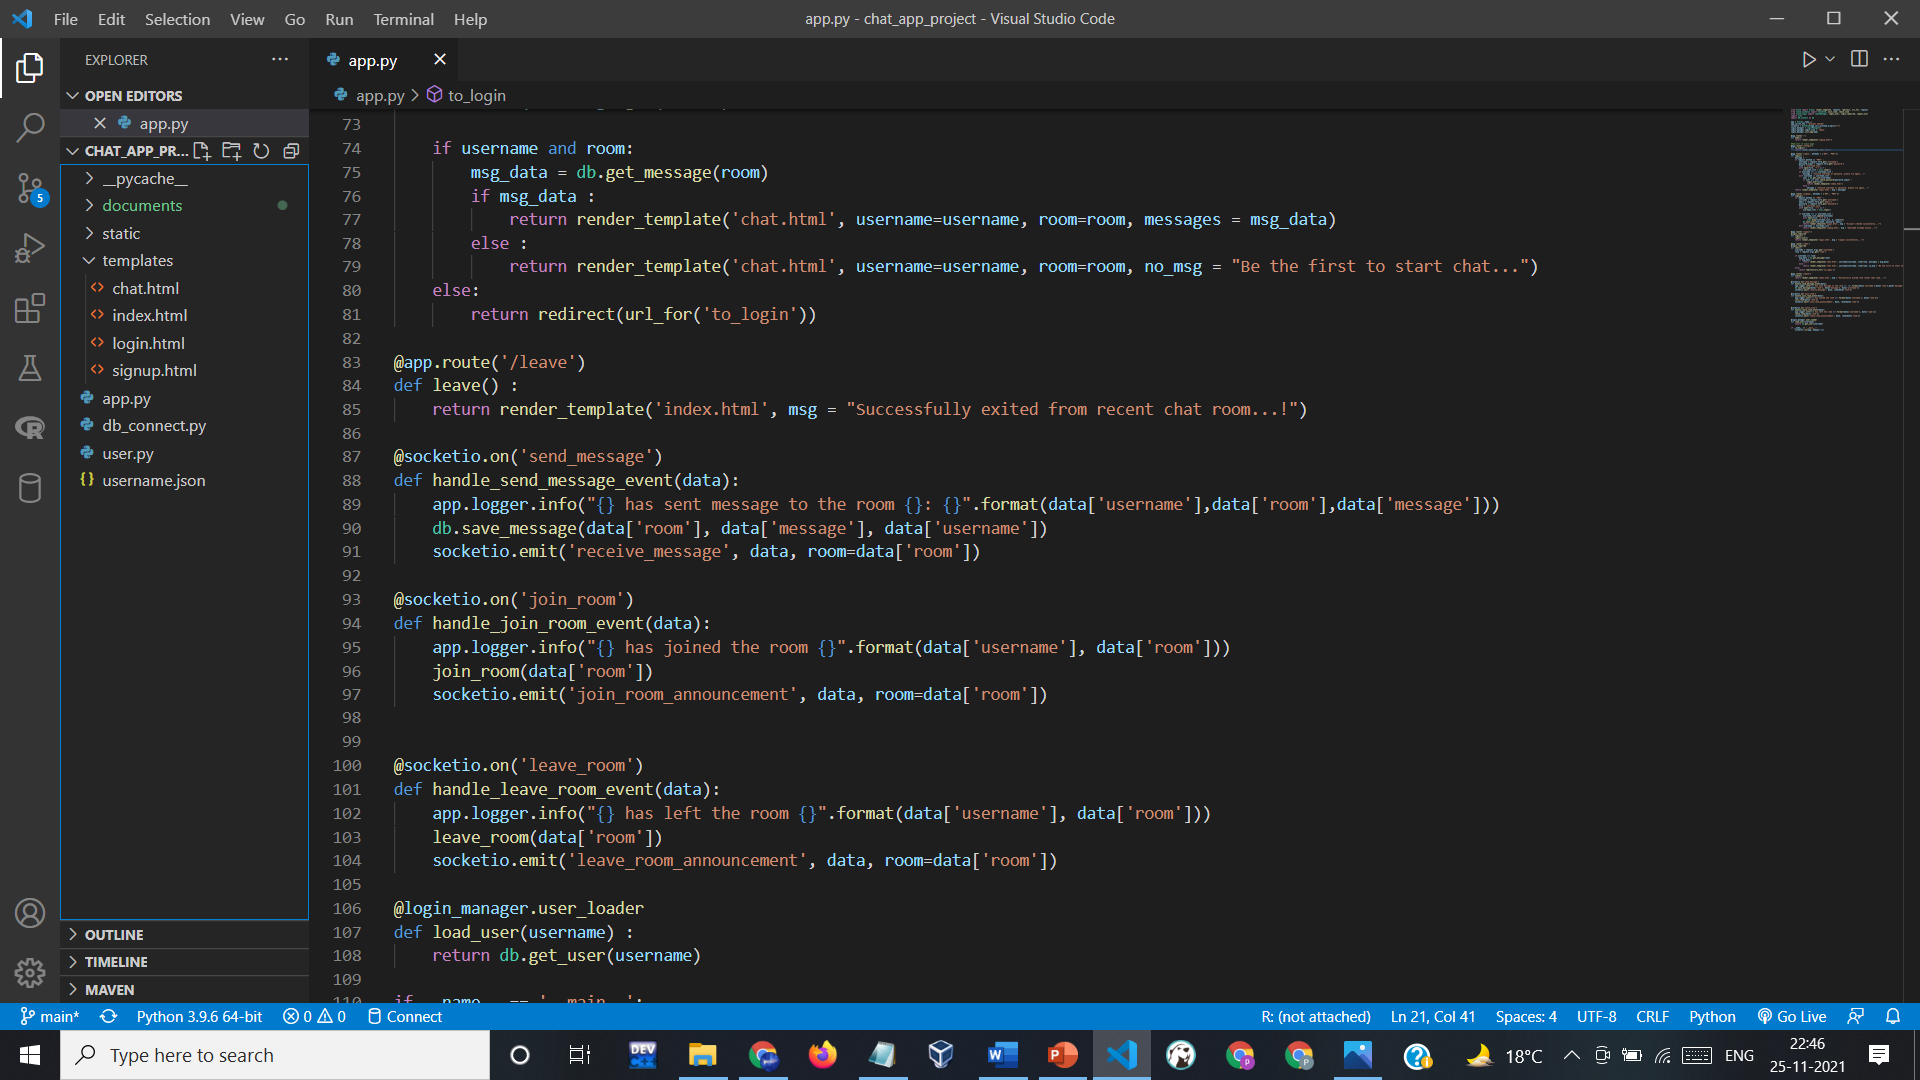 File Edit Selection View Go Run Terminal Help
app.py - chat_app_project - Visual Studio Code
EXPLORER
OPEN EDITORS
app.py
CHAT_APP_PR...
__pycache__
documents
static
templates
chat.html
index.html
login.html
signup.html
app.py
db_connect.py
user.py
username.json
OUTLINE
TIMELINE
MAVEN
5
app.py
app.py > to_login
73
74 if username and room:
75 msg_data = db.get_message(room)
76 if msg_data :
77 return render_template('chat.html', username=username, room=room, messages = msg_data)
78 else :
79 return render_template('chat.html', username=username, room=room, no_msg = "Be the first to start chat...")
80 else:
81 return redirect(url_for('to_login'))
82
83 @app.route('/leave')
84 def leave() :
85 return render_template('index.html', msg = "Successfully exited from recent chat room...!")
86
87 @socketio.on('send_message')
88 def handle_send_message_event(data):
89 app.logger.info("{} has sent message to the room {}: {}".format(data['username'],data['room'],data['message']))
90 db.save_message(data['room'], data['message'], data['username'])
91 socketio.emit('receive_message', data, room=data['room'])
92
93 @socketio.on('join_room')
94 def handle_join_room_event(data):
95 app.logger.info("{} has joined the room {}".format(data['username'], data['room']))
96 join_room(data['room'])
97 socketio.emit('join_room_announcement', data, room=data['room'])
98
99
100 @socketio.on('leave_room')
101 def handle_leave_room_event(data):
102 app.logger.info("{} has left the room {}".format(data['username'], data['room']))
103 leave_room(data['room'])
104 socketio.emit('leave_room_announcement', data, room=data['room'])
105
106 @login_manager.user_loader
107 def load_user(username) :
108 return db.get_user(username)
109
110 if __name__ == '__main__':
main* Python 3.9.6 64-bit 0 0 Connect R: (not attached) Ln 21, Col 41 Spaces: 4 UTF-8 CRLF Python Go Live
Type here to search
DEV
18°C ENG
22:46
25-11-2021